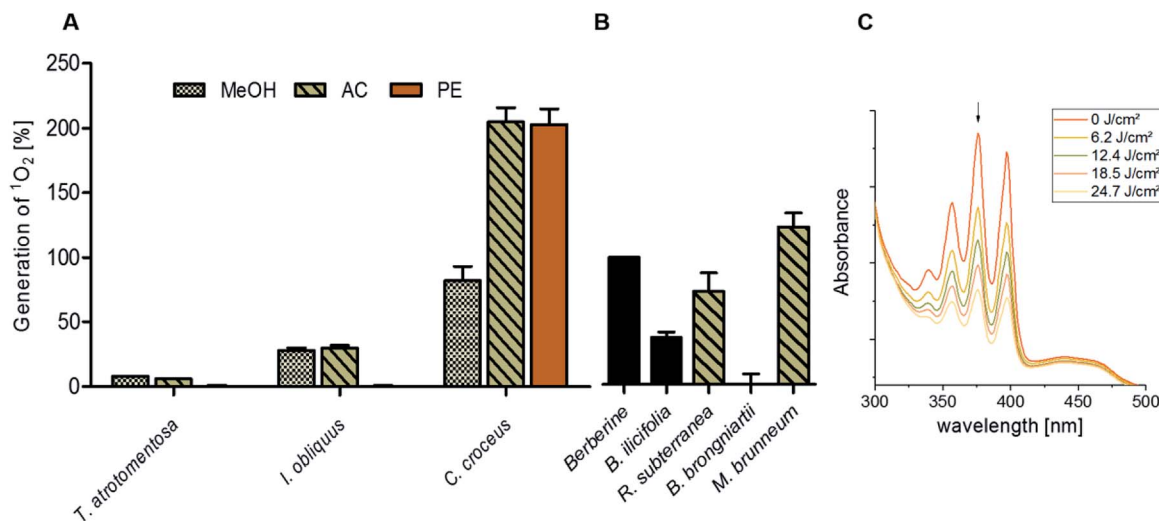 A
B
C
Generation of ¹O₂ [%]
250
200
150
100
50
0
MeOH
AC
PE
T. atrotomentosa
I. obliquus
C. croceus
Berberine
B. ilicifolia
R. subterranea
B. brongniartii
M. brunneum
Absorbance
0 J/cm²
6.2 J/cm²
12.4 J/cm²
18.5 J/cm²
24.7 J/cm²
300
350
400
450
500
wavelength [nm]